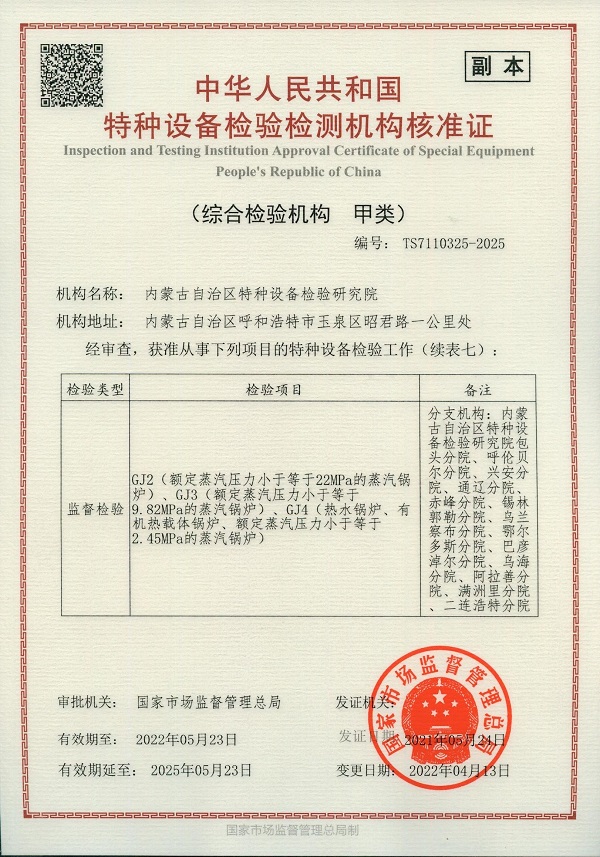 副 本
中华人民共和国
特种设备检验检测机构核准证
Inspection and Testing Institution Approval Certificate of Special Equipment
People's Republic of China
（综合检验机构 甲类）
编号： TS7110325-2025
机构名称： 内蒙古自治区特种设备检验研究院
机构地址： 内蒙古自治区呼和浩特市玉泉区昭君路一公里处
经审查，获准从事下列项目的特种设备检验工作（续表七）：
检验类型 检验项目 备注
监督检验
GJ2（额定蒸汽压力小于等于22MPa的蒸汽锅
炉）、GJ3（额定蒸汽压力小于等于
9.82MPa的蒸汽锅炉）、GJ4（热水锅炉、有
机热载体锅炉、额定蒸汽压力小于等于
2.45MPa的蒸汽锅炉）
分支机构：内蒙
古自治区特种设
备检验研究院包
头分院、呼伦贝
尔分院、兴安分
院、通辽分院、
赤峰分院、锡林
郭勒分院、乌兰
察布分院、鄂尔
多斯分院、巴彦
淖尔分院、乌海
分院、阿拉善分
院、满洲里分院
、二连浩特分院
审批机关： 国家市场监督管理总局 发证机关：
国家市场监督管理总局
有效期至： 2022年05月23日 发证日期： 2021年05月24日
有效期延至： 2025年05月23日 变更日期： 2022年04月13日
国家市场监督管理总局制